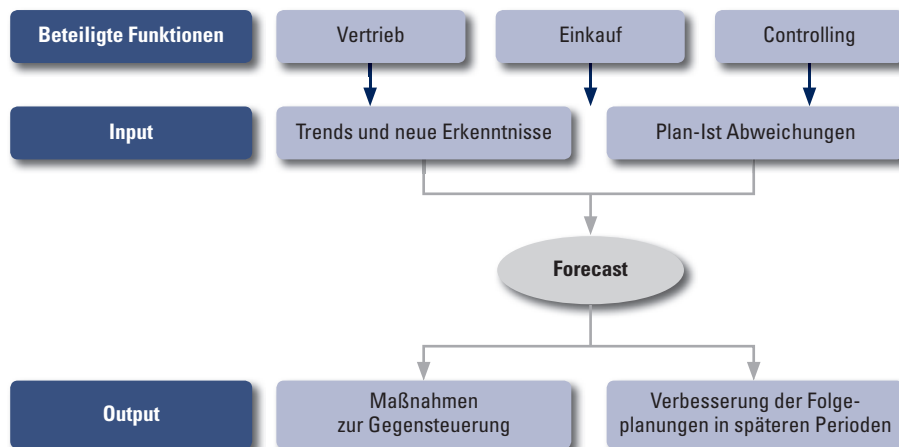 Beteiligte Funktionen
Vertrieb
Einkauf
Controlling
Input
Trends und neue Erkenntnisse
Plan-Ist Abweichungen
Forecast
Output
Maßnahmen
zur Gegensteuerung
Verbesserung der Folge-
planungen in späteren Perioden